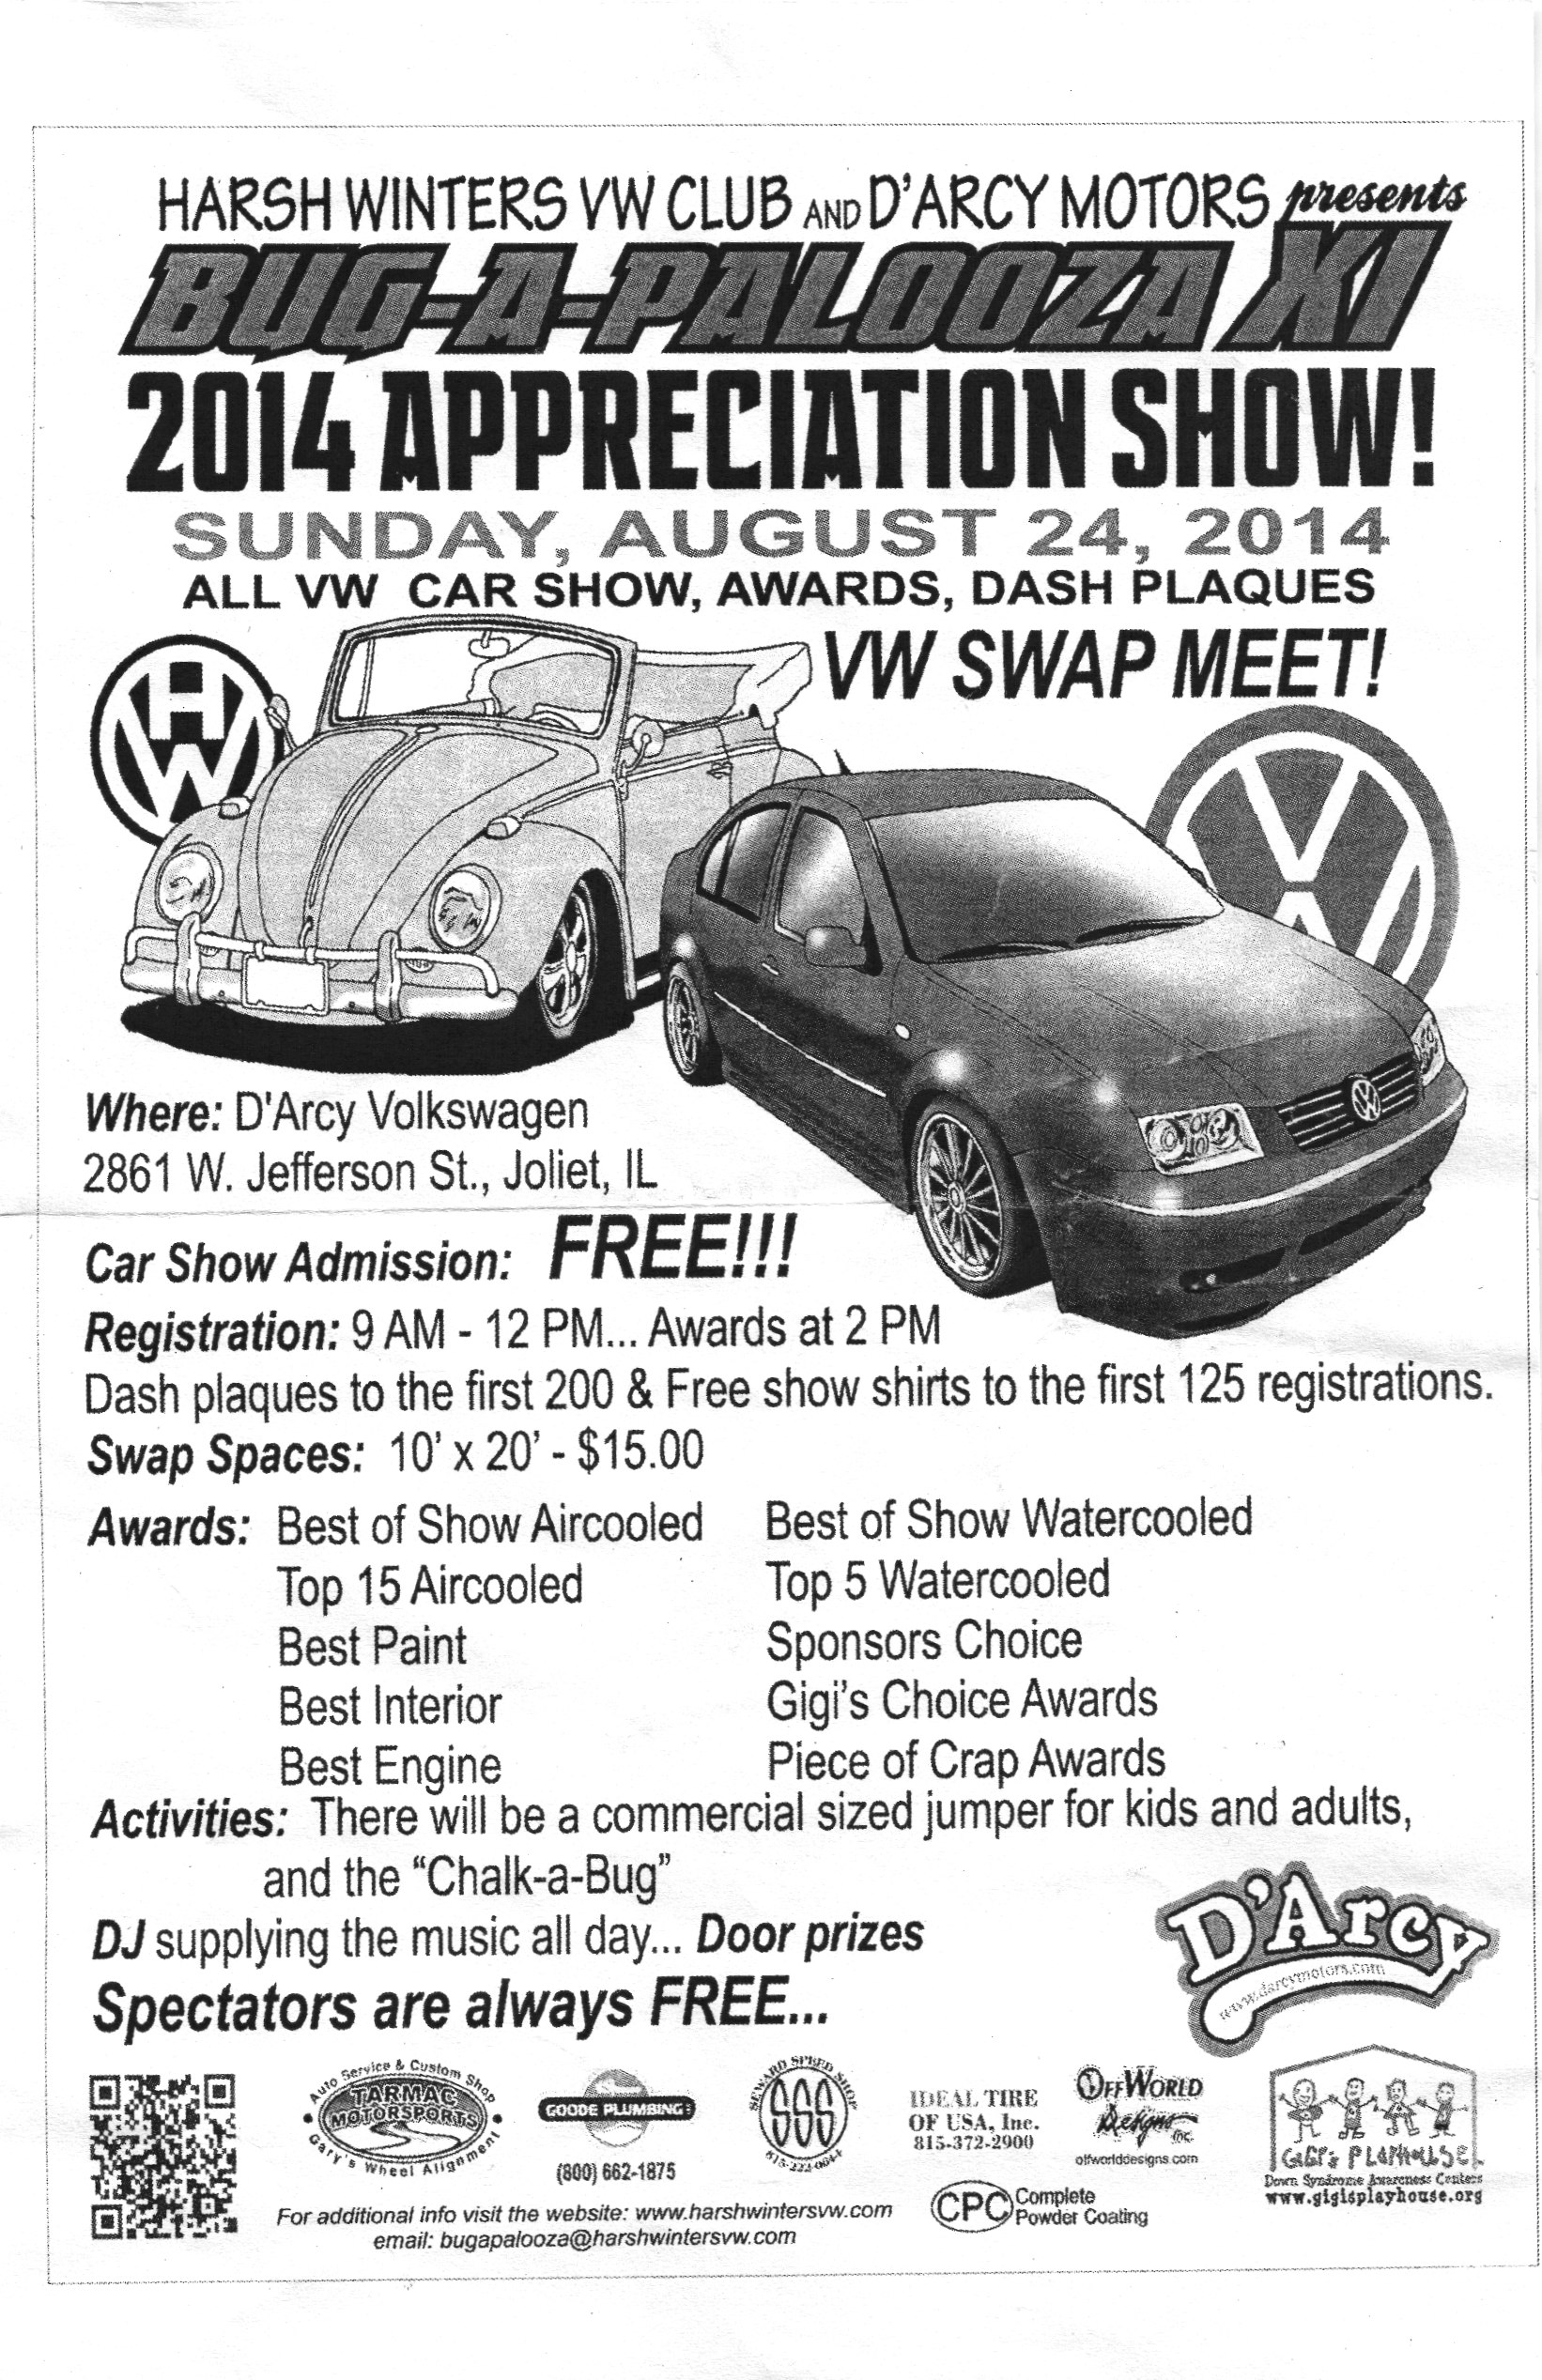 HARSH WINTERS VW CLUB AND D'ARCY MOTORS presents
BUG-A-PALOOZA XI
2014 APPRECIATION SHOW!
SUNDAY, AUGUST 24, 2014
ALL VW CAR SHOW, AWARDS, DASH PLAQUES
VW SWAP MEET!
Where: D'Arcy Volkswagen
2861 W. Jefferson St., Joliet, IL
Car Show Admission: FREE!!!
Registration: 9 AM - 12 PM... Awards at 2 PM
Dash plaques to the first 200 & Free show shirts to the first 125 registrations.
Swap Spaces: 10' x 20' - $15.00
Awards: Best of Show Aircooled Best of Show Watercooled
Top 15 Aircooled Top 5 Watercooled
Best Paint Sponsors Choice
Best Interior Gigi's Choice Awards
Best Engine Piece of Crap Awards
Activities: There will be a commercial sized jumper for kids and adults,
and the “Chalk-a-Bug”
DJ supplying the music all day... Door prizes
Spectators are always FREE...
D'Arcy
www.darcymotors.com
Auto Service & Custom Shop
TARMAC
MOTORSPORTS
Gary's Wheel Alignment
GOODE PLUMBING
(800) 662-1875
SEWARD SPEED SHOP
SSS
IDEAL TIRE
OF USA, Inc.
815-372-2900
OFFWORLD
Designs
inc.
offworlddesigns.com
GiGi's PLAYHOUSE
Down Syndrome Awareness Centers
www.gigisplayhouse.org
CPC Complete
Powder Coating
For additional info visit the website: www.harshwintersvw.com
email: bugapalooza@harshwintersvw.com